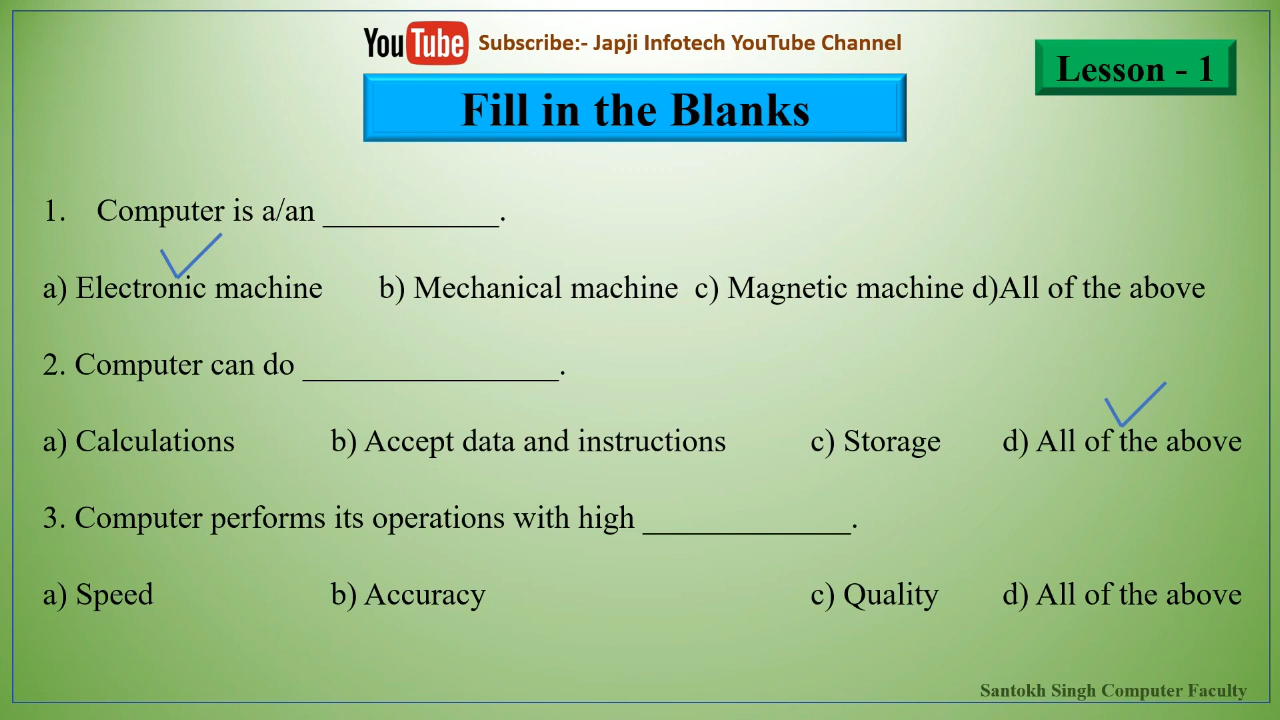 YouTube Subscribe:- Japji Infotech YouTube Channel
Lesson - 1
Fill in the Blanks
1. Computer is a/an ___________.
a) Electronic machine b) Mechanical machine c) Magnetic machine d)All of the above
2. Computer can do ________________.
a) Calculations b) Accept data and instructions c) Storage d) All of the above
3. Computer performs its operations with high _____________.
a) Speed b) Accuracy c) Quality d) All of the above
Santokh Singh Computer Faculty